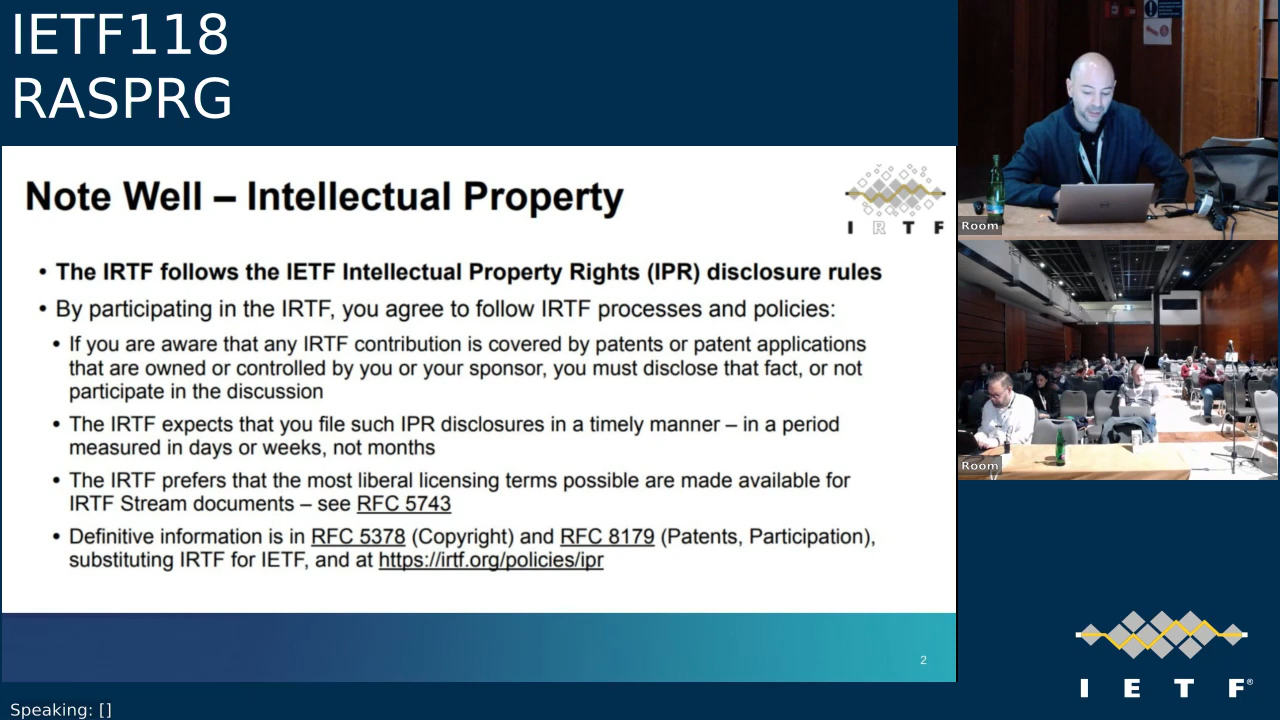 IETF118
RASPRG
Note Well – Intellectual Property
I R T F
• The IRTF follows the IETF Intellectual Property Rights (IPR) disclosure rules
• By participating in the IRTF, you agree to follow IRTF processes and policies:
• If you are aware that any IRTF contribution is covered by patents or patent applications
that are owned or controlled by you or your sponsor, you must disclose that fact, or not
participate in the discussion
• The IRTF expects that you file such IPR disclosures in a timely manner – in a period
measured in days or weeks, not months
• The IRTF prefers that the most liberal licensing terms possible are made available for
IRTF Stream documents – see RFC 5743
• Definitive information is in RFC 5378 (Copyright) and RFC 8179 (Patents, Participation),
substituting IRTF for IETF, and at https://irtf.org/policies/ipr
2
Room
Room
I E T F®
Speaking: []